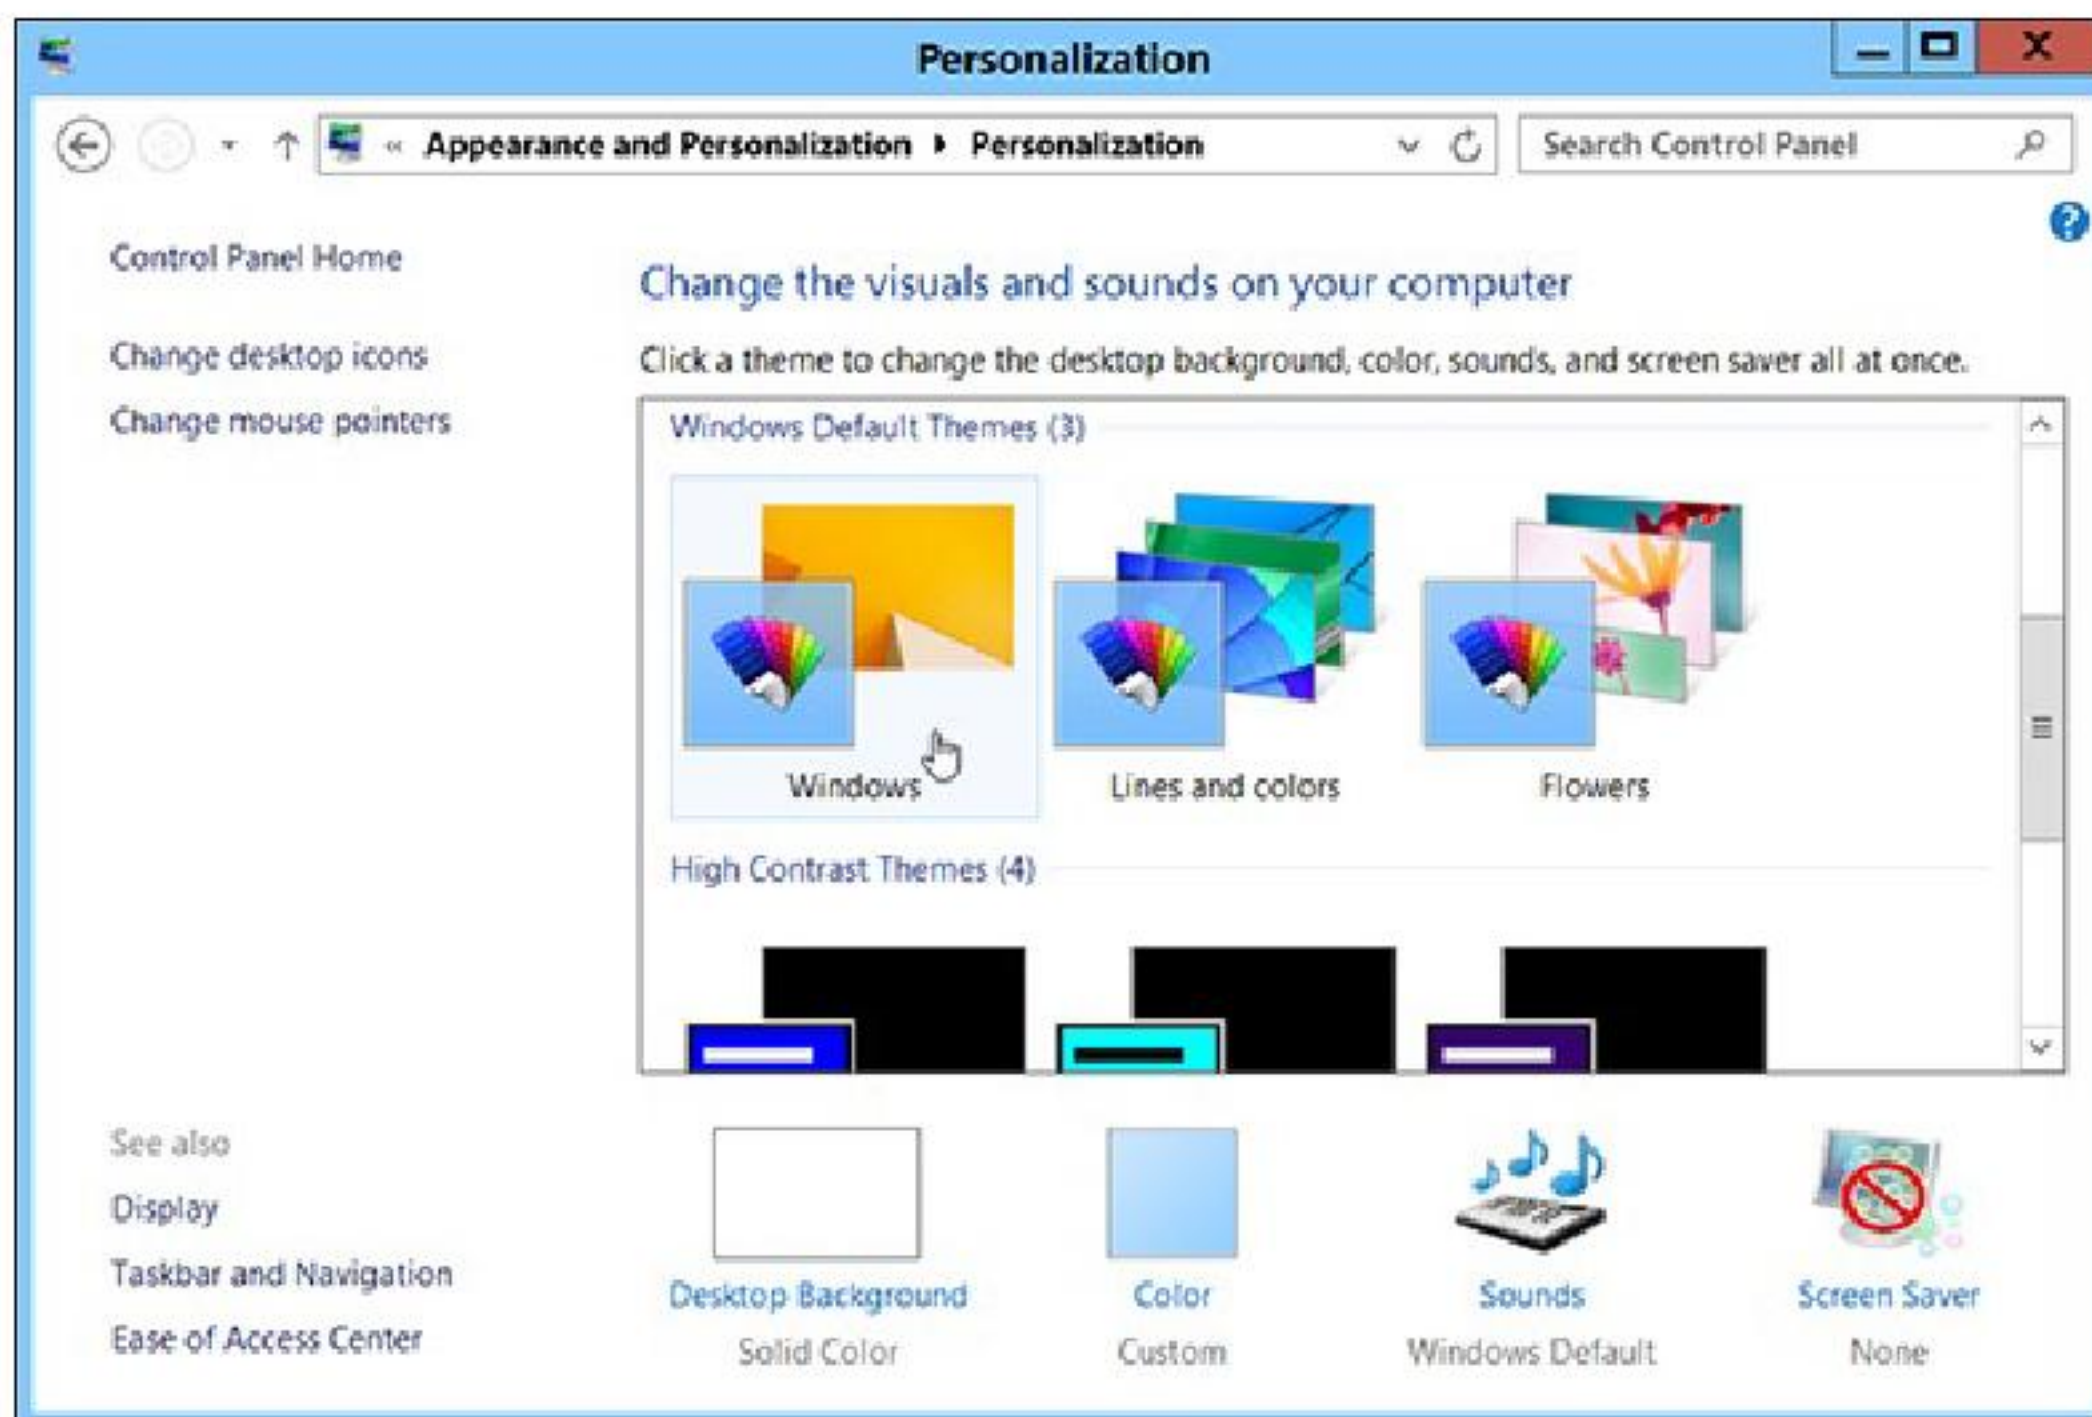 Personalization
« Appearance and Personalization Personalization
Search Control Panel
Control Panel Home
Change desktop icons
Change mouse pointers
Change the visuals and sounds on your computer
Click a theme to change the desktop background, color, sounds, and screen saver all at once.
Windows Default Themes (3)
Windows
Lines and colors
Flowers
High Contrast Themes (4)
See also
Display
Taskbar and Navigation
Ease of Access Center
Desktop Background
Solid Color
Color
Custom
Sounds
Windows Default
Screen Saver
None